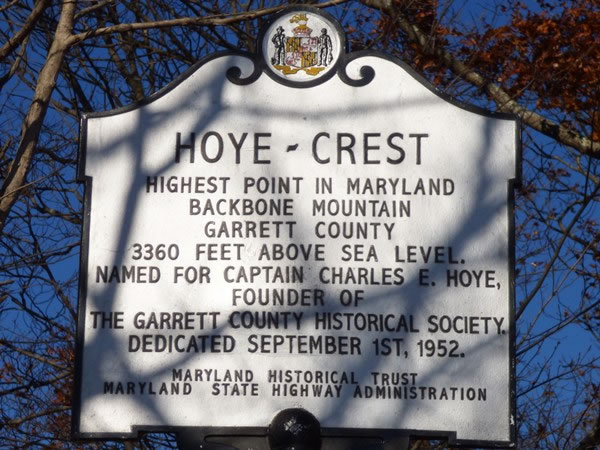 HOYE - CREST
HIGHEST POINT IN MARYLAND
BACKBONE MOUNTAIN
GARRETT COUNTY
3360 FEET ABOVE SEA LEVEL.
NAMED FOR CAPTAIN CHARLES E. HOYE,
FOUNDER OF
THE GARRETT COUNTY HISTORICAL SOCIETY.
DEDICATED SEPTEMBER 1ST, 1952.
MARYLAND HISTORICAL TRUST
MARYLAND STATE HIGHWAY ADMINISTRATION